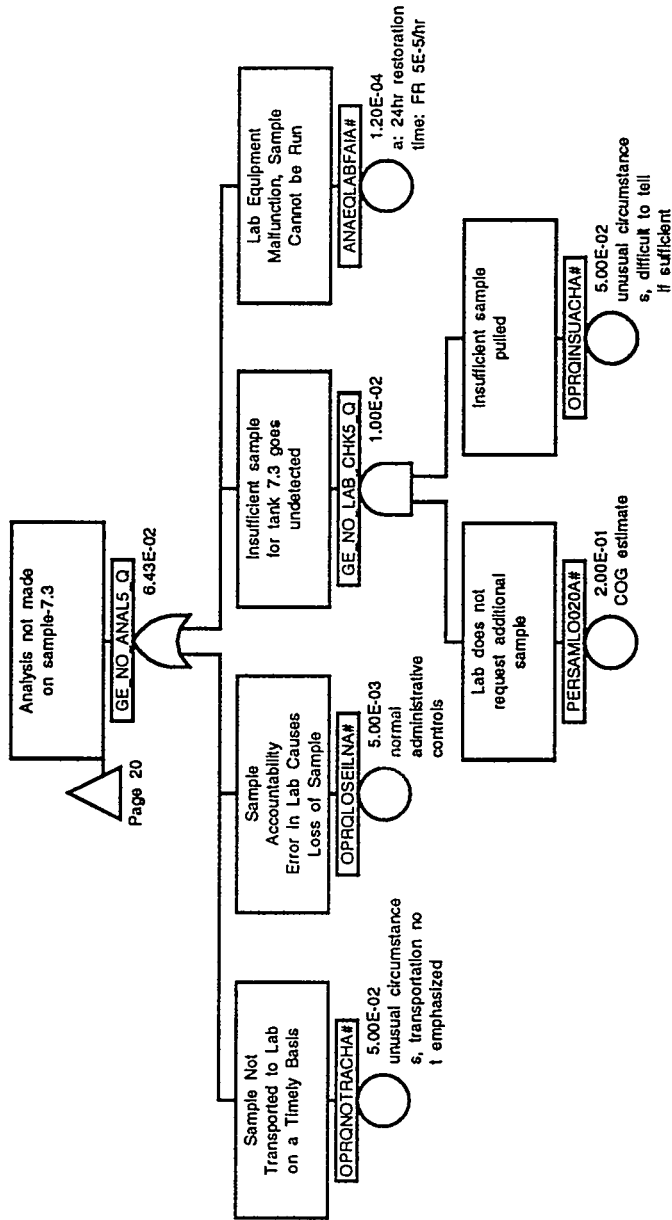 Analysis not made
on sample-7.3
GE_NO_ANAL5_Q
6.43E-02
Page 20
Sample Not
Transported to Lab
on a Timely Basis
OPRQNOTRACHA#
5.00E-02
unusual circumstance
s, transportation no
t emphasized
Sample
Accountability
Error in Lab Causes
Loss of Sample
OPRQLOSEILNA#
5.00E-03
normal
administrative
controls
Insufficient sample
for tank 7.3 goes
undetected
GE_NO_LAB_CHK5_Q
1.00E-02
Lab Equipment
Malfunction, Sample
Cannot be Run
ANAEQLABFAIA#
1.20E-04
a: 24hr restoration
time: FR 5E-5/hr
Lab does not
request additional
sample
PERSAMLO020A#
2.00E-01
COG estimate
Insufficient sample
pulled
OPRQINSUACHA#
5.00E-02
unusual circumstance
s, difficult to tell
if sufficient